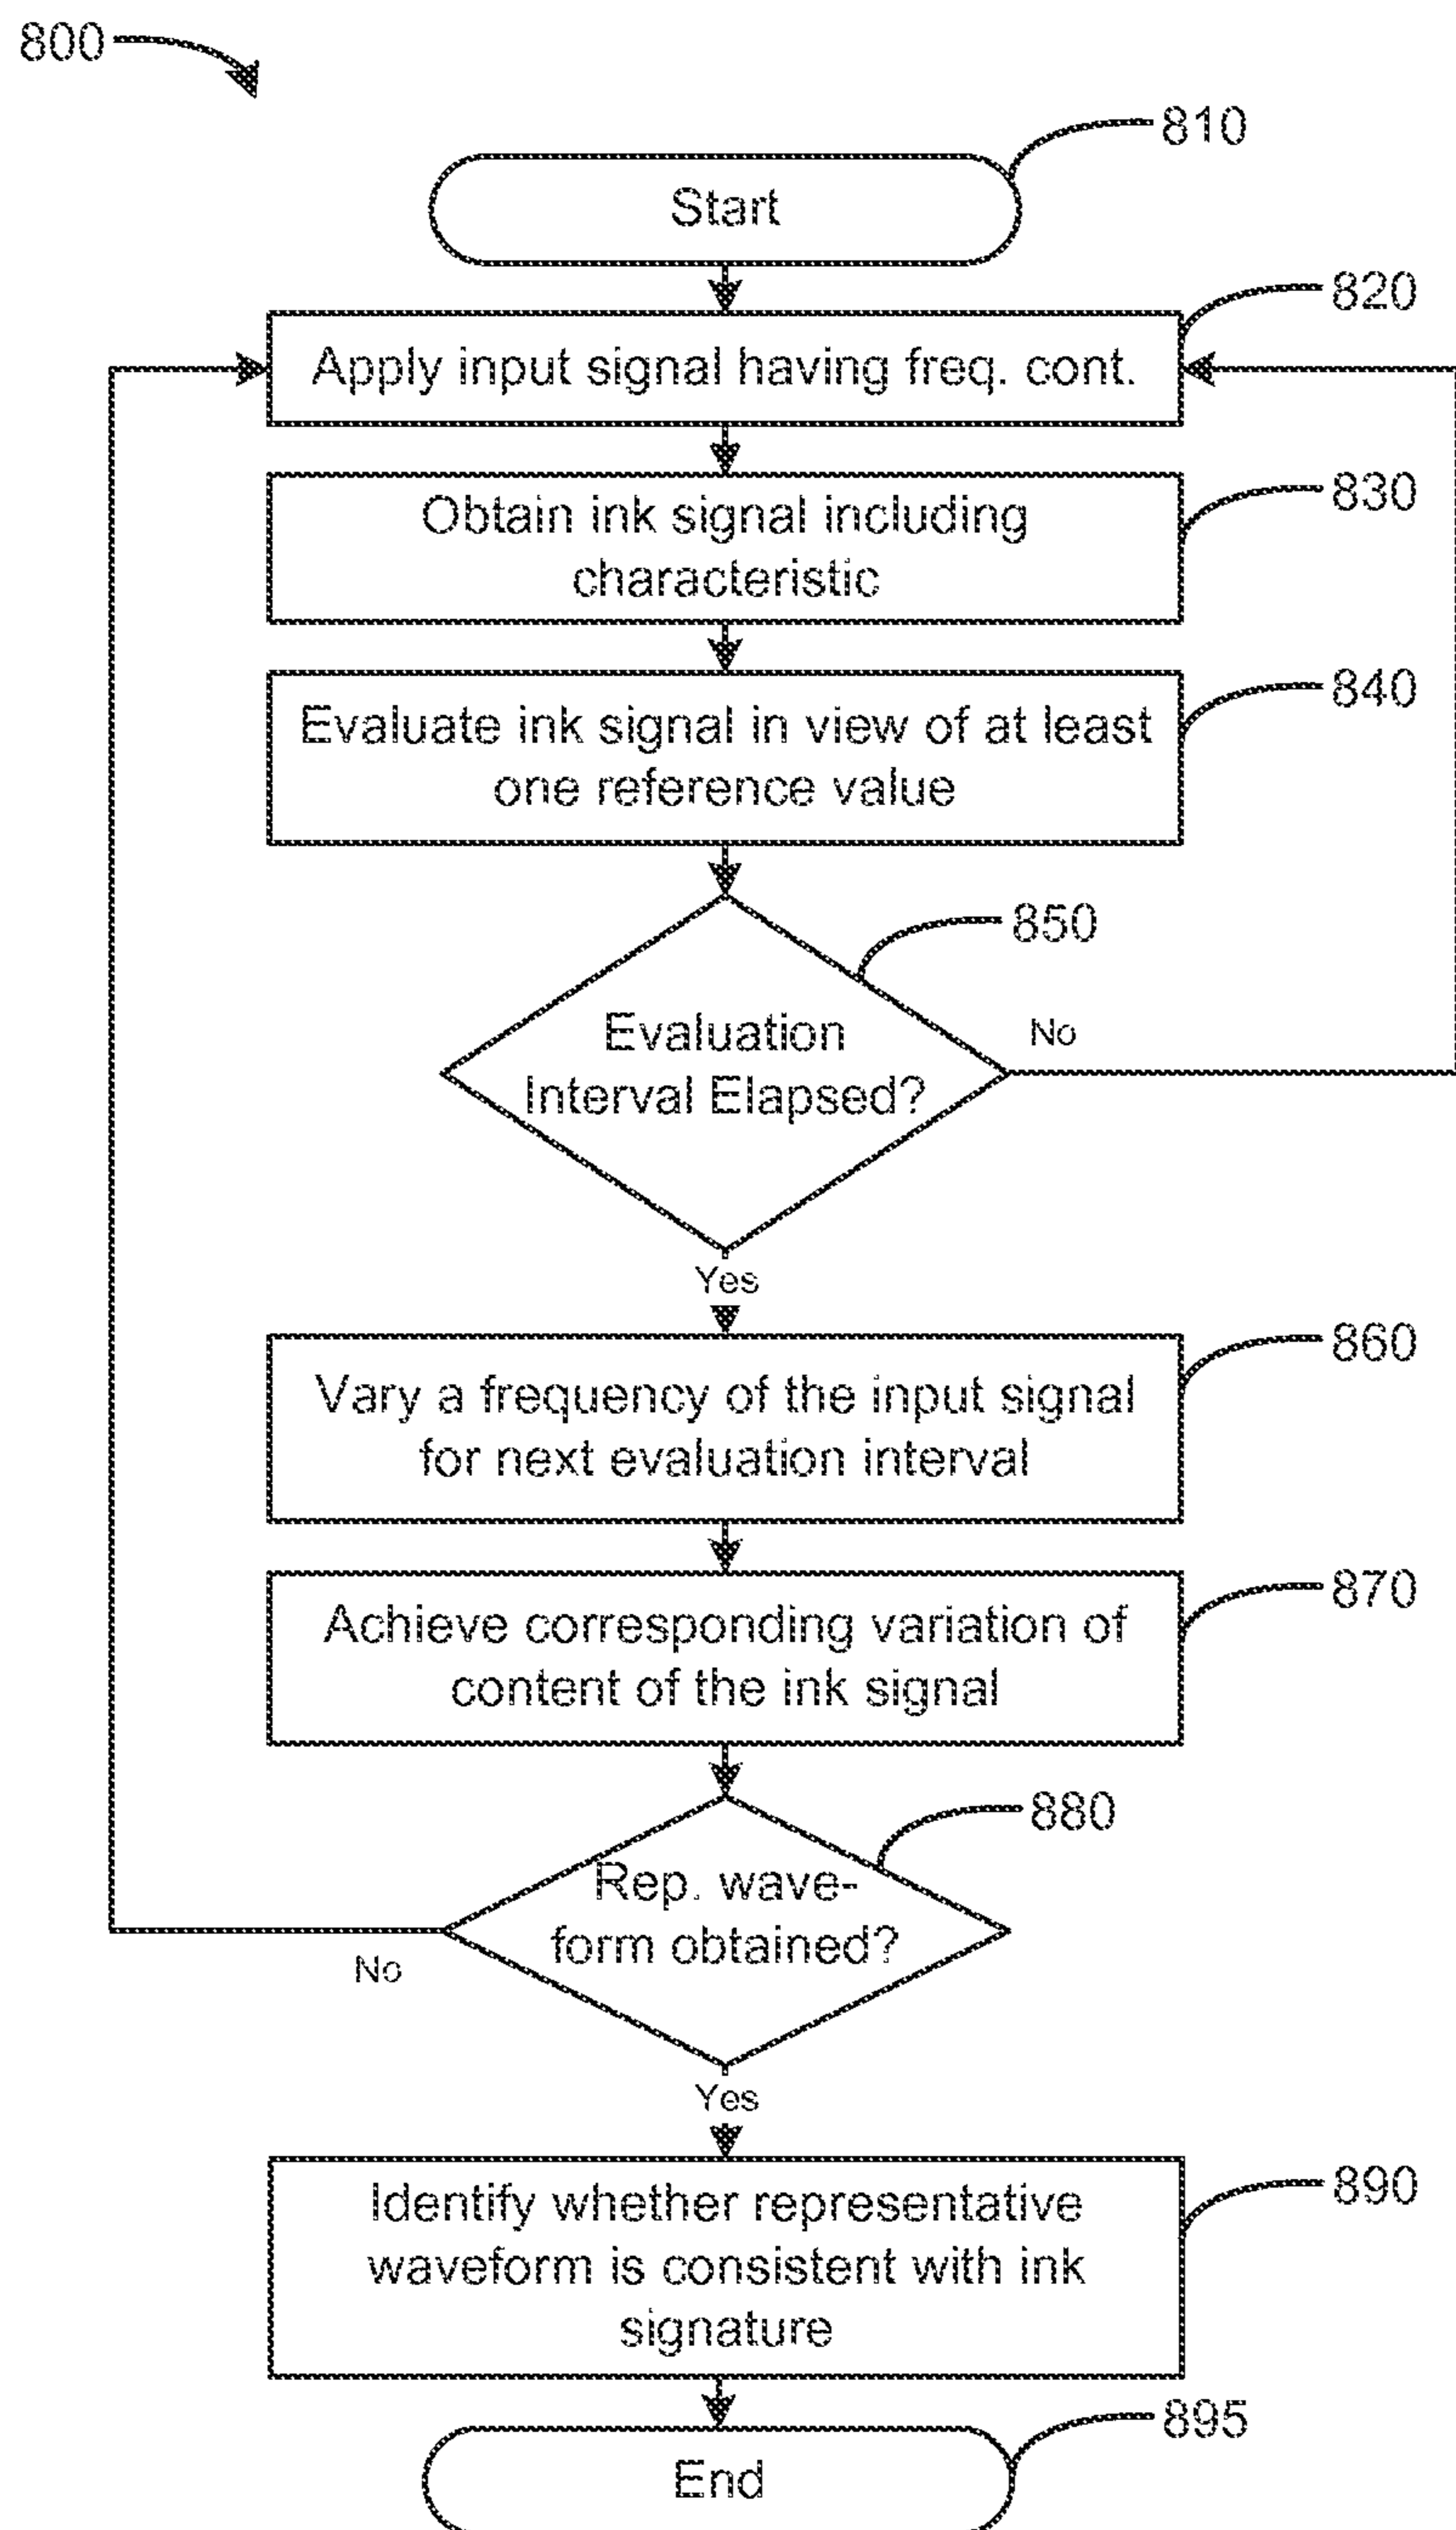 800
810
Start
820
Apply input signal having freq. cont.
830
Obtain ink signal including
characteristic
840
Evaluate ink signal in view of at least
one reference value
850
Evaluation
Interval Elapsed?
No
Yes
860
Vary a frequency of the input signal
for next evaluation interval
870
Achieve corresponding variation of
content of the ink signal
880
Rep. wave-
form obtained?
No
Yes
890
Identify whether representative
waveform is consistent with ink
signature
895
End